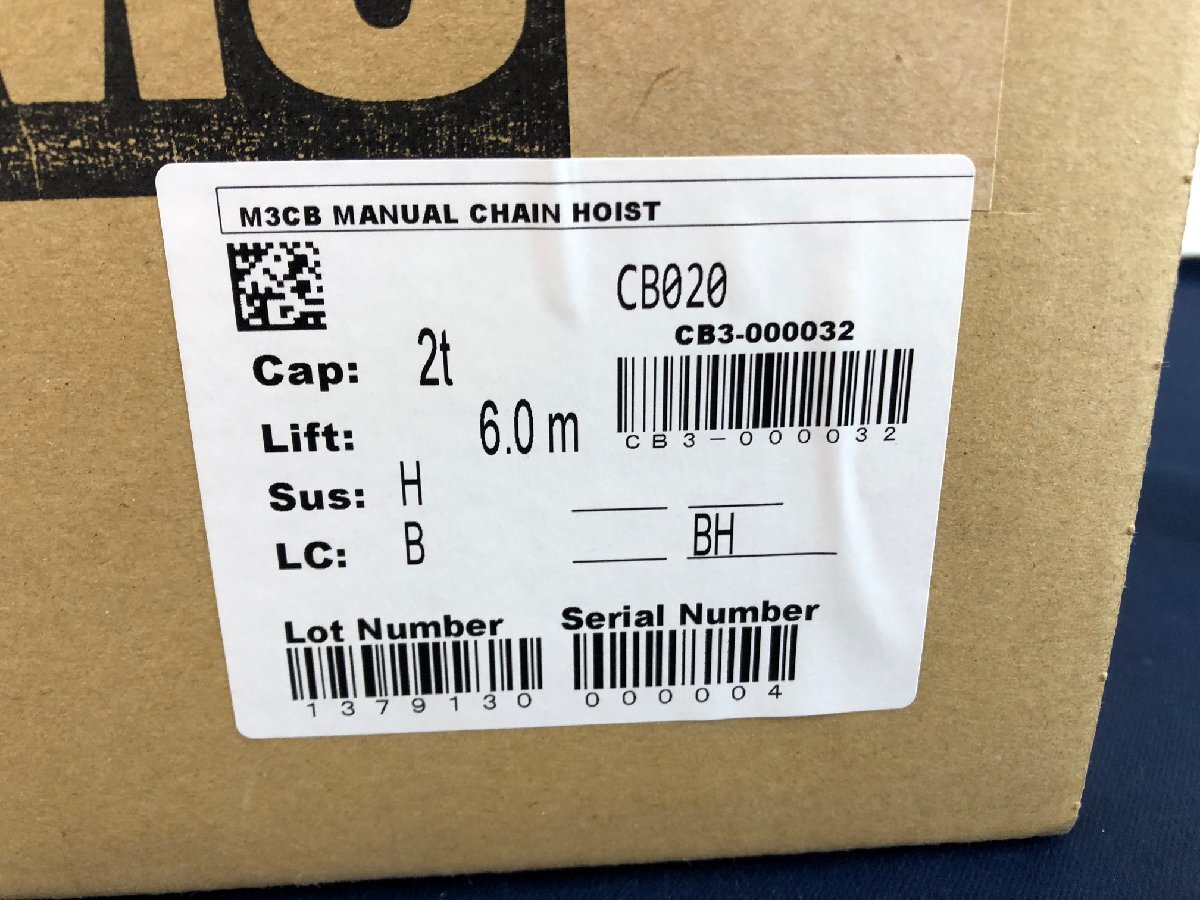 M3CB MANUAL CHAIN HOIST
CB020
CB3-000032
CB3-000032
Cap: 2t
Lift: 6.0 m
Sus: H
LC: B
BH
Lot Number
1379130
Serial Number
000004